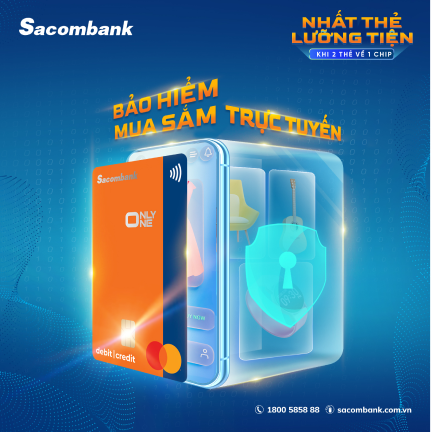 Sacombank
NHẤT THẺ
LƯỠNG TIỆN
KHI 2 THẺ VỀ 1 CHIP
BẢO HIỂM
MUA SẮM TRỰC TUYẾN
Sacombank
ONLY
ONE
debit|credit
1800 5858 88
sacombank.com.vn